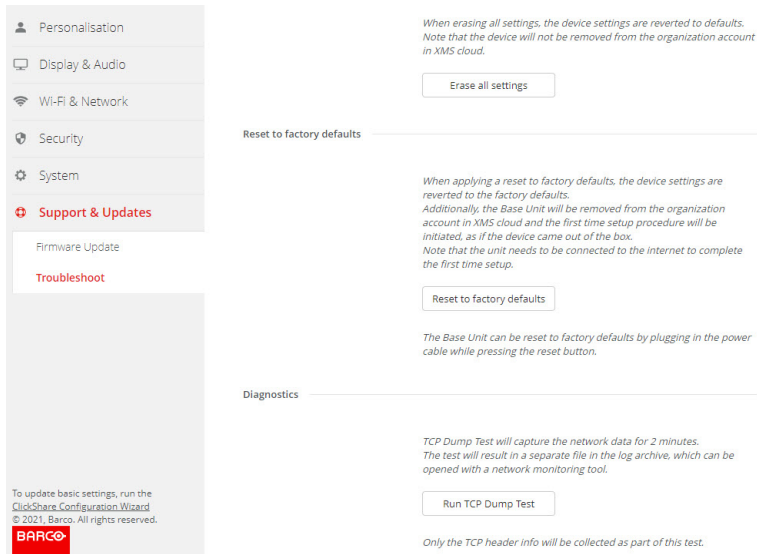 Personalisation
Display & Audio
Wi-Fi & Network
Security
System
Support & Updates
Firmware Update
Troubleshoot
To update basic settings, run the
ClickShare Configuration Wizard
© 2021, Barco. All rights reserved.
BARCO
When erasing all settings, the device settings are reverted to defaults.
Note that the device will not be removed from the organization account
in XMS cloud.
Erase all settings
Reset to factory defaults
When applying a reset to factory defaults, the device settings are
reverted to the factory defaults.
Additionally, the Base Unit will be removed from the organization
account in XMS cloud and the first time setup procedure will be
initiated, as if the device came out of the box.
Note that the unit needs to be connected to the internet to complete
the first time setup.
Reset to factory defaults
The Base Unit can be reset to factory defaults by plugging in the power
cable while pressing the reset button.
Diagnostics
TCP Dump Test will capture the network data for 2 minutes.
The test will result in a separate file in the log archive, which can be
opened with a network monitoring tool.
Run TCP Dump Test
Only the TCP header info will be collected as part of this test.